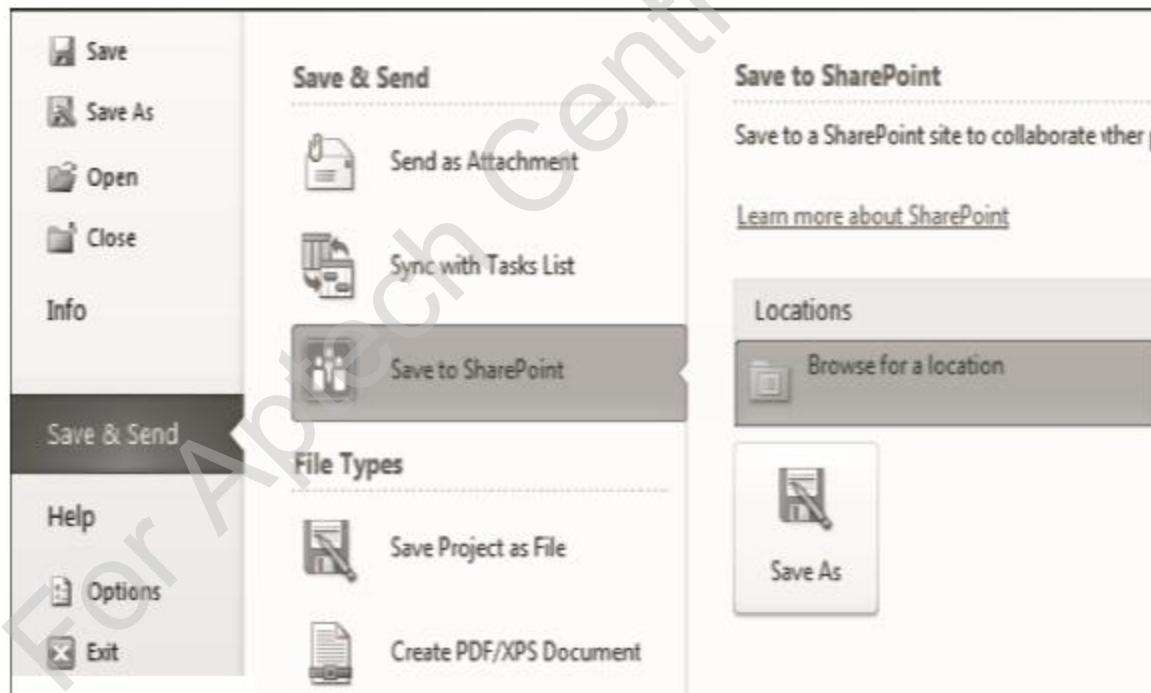 Save
Save As
Open
Close
Info
Save & Send
Help
Options
Exit
Save & Send
Send as Attachment
Sync with Tasks List
Save to SharePoint
File Types
Save Project as File
Create PDF/XPS Document
Save to SharePoint
Save to a SharePoint site to collaborate
Learn more about SharePoint
Locations
Browse for a location
Save As
For Aptech